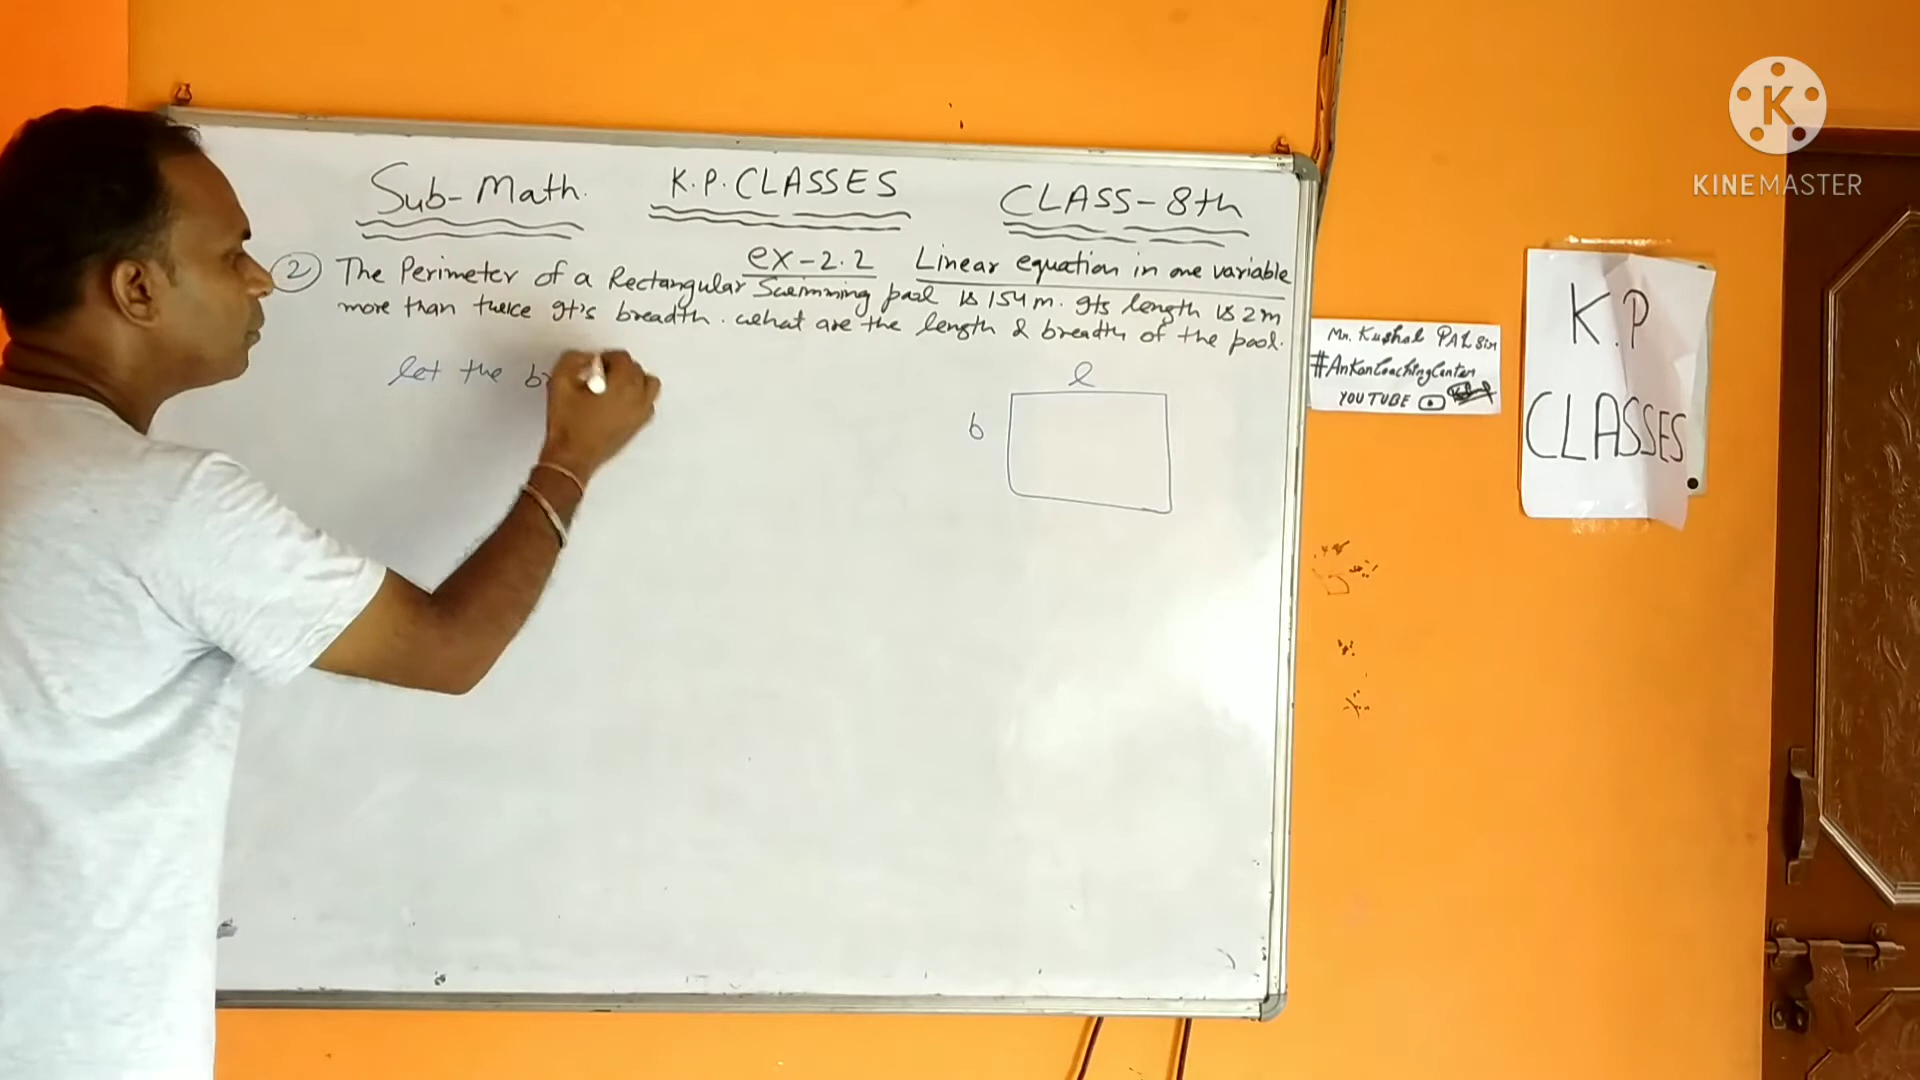 Sub-Math. K.P.CLASSES CLASS-8th
ex-2.2 Linear equation in one variable
2 The Perimeter of a Rectangular Swimming pool is 154m. Its length is 2m
more than twice It's breadth. what are the length & breadth of the pool.
let the b
l
b
KINEMASTER
K
K.P
CLASSES
Mr. Kushal PAL Sir
#AnkanCoachingCenter
YOUTUBE